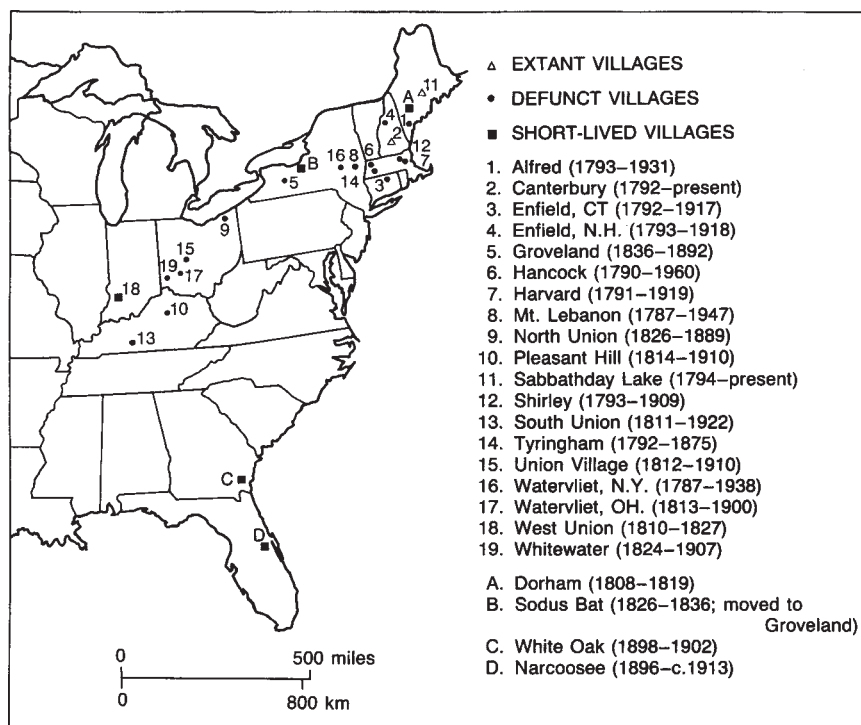 △ EXTANT VILLAGES
• DEFUNCT VILLAGES
■ SHORT-LIVED VILLAGES
1. Alfred (1793–1931)
2. Canterbury (1792–present)
3. Enfield, CT (1792–1917)
4. Enfield, N.H. (1793–1918)
5. Groveland (1836–1892)
6. Hancock (1790–1960)
7. Harvard (1791–1919)
8. Mt. Lebanon (1787–1947)
9. North Union (1826–1889)
10. Pleasant Hill (1814–1910)
11. Sabbathday Lake (1794–present)
12. Shirley (1793–1909)
13. South Union (1811–1922)
14. Tyringham (1792–1875)
15. Union Village (1812–1910)
16. Watervliet, N.Y. (1787–1938)
17. Watervliet, OH. (1813–1900)
18. West Union (1810–1827)
19. Whitewater (1824–1907)
A. Dorham (1808–1819)
B. Sodus Bat (1826–1836; moved to
Groveland)
C. White Oak (1898–1902)
D. Narcoosee (1896–c.1913)
11
A
4
1
2
12
7
6
16 8
14
3
B
5
9
15
19
17
18
10
13
C
D
0 500 miles
0 800 km